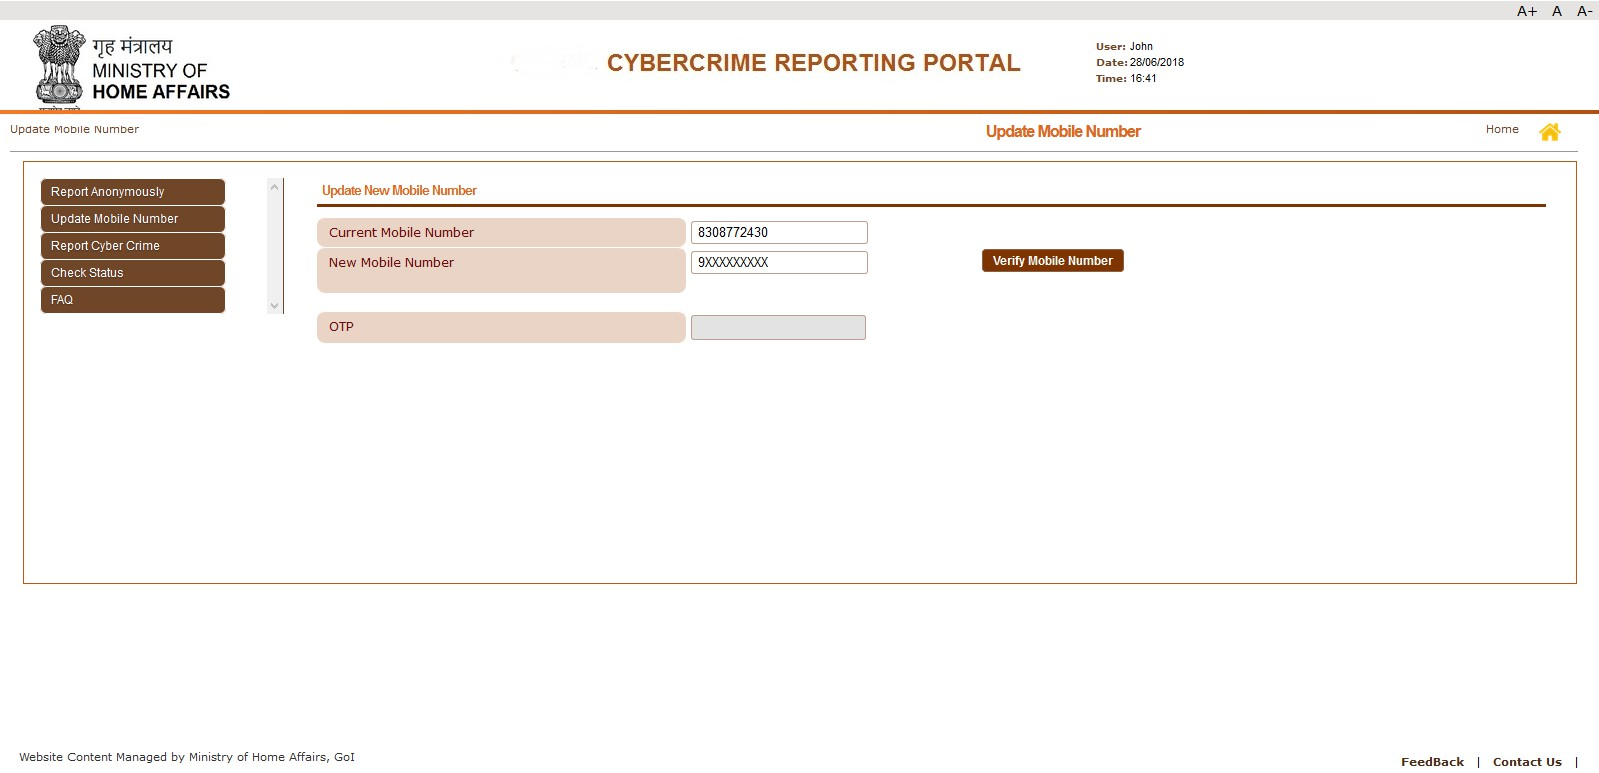 A+ A A-
गृह मंत्रालय
MINISTRY OF
HOME AFFAIRS
CYBERCRIME REPORTING PORTAL
User: John
Date: 28/06/2018
Time: 16:41
Update Mobile Number
Update Mobile Number
Home
Report Anonymously
Update Mobile Number
Report Cyber Crime
Check Status
FAQ
Update New Mobile Number
Current Mobile Number 8308772430
New Mobile Number 9XXXXXXXXX
Verify Mobile Number
OTP
Website Content Managed by Ministry of Home Affairs, GoI
FeedBack | Contact Us |